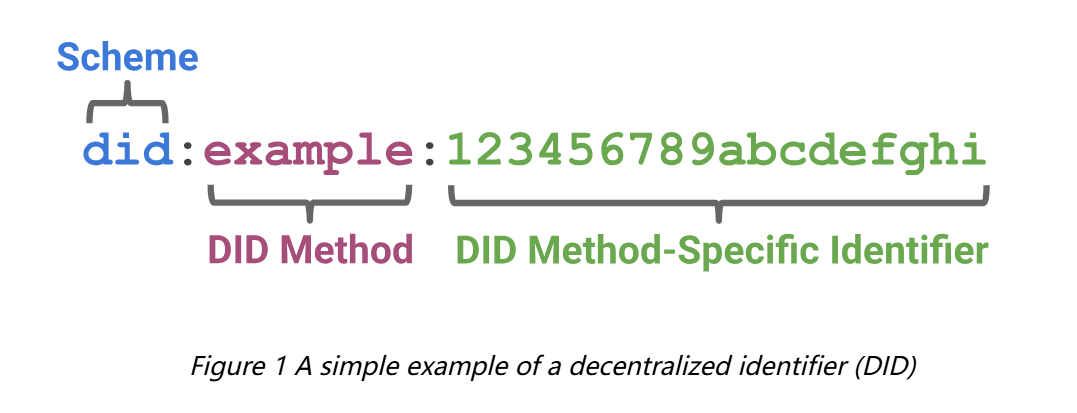 Scheme
did:example:123456789abcdefghi
DID Method DID Method-Specific Identifier
Figure 1 A simple example of a decentralized identifier (DID)